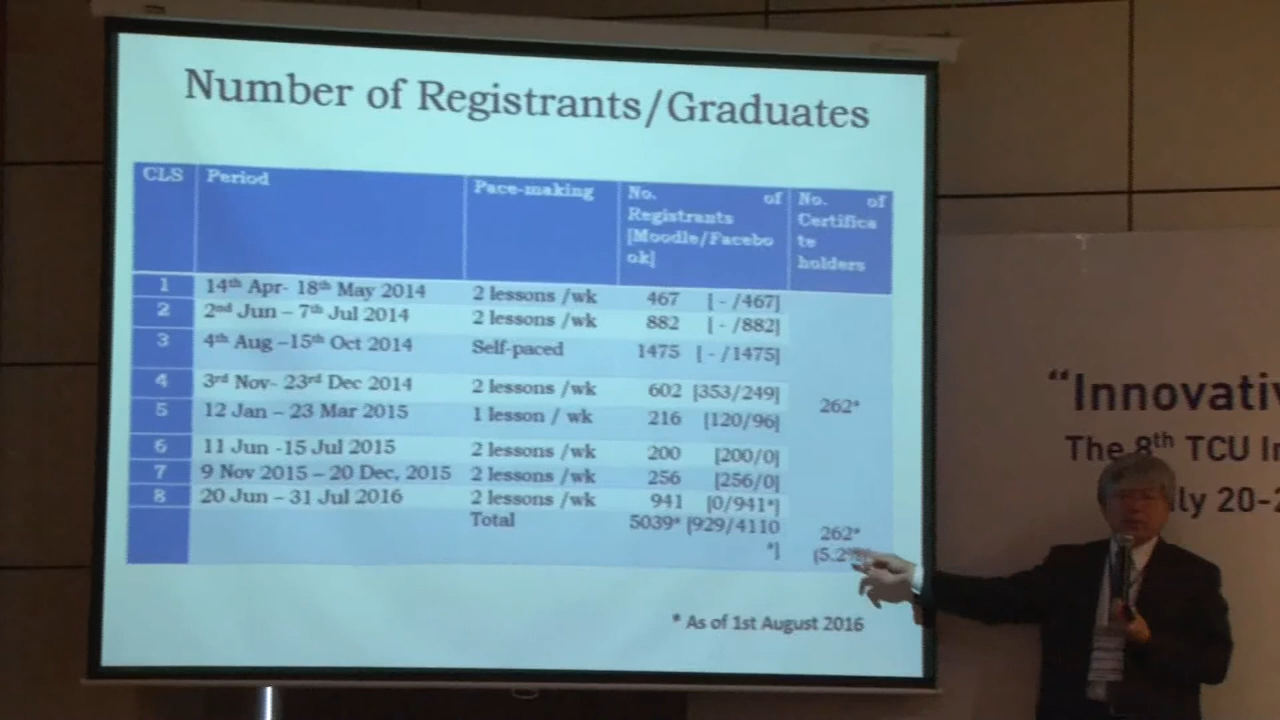 Number of Registrants/Graduates
CLS Period Pace-making No. of Registrants [Moodle/Facebook] No. of Certificate holders
1 14th Apr- 18th May 2014 2 lessons /wk 467 [ - /467]
2 2nd Jun – 7th Jul 2014 2 lessons /wk 882 [ - /882]
3 4th Aug –15th Oct 2014 Self-paced 1475 [ - /1475]
4 3rd Nov- 23rd Dec 2014 2 lessons /wk 602 [353/249]
5 12 Jan – 23 Mar 2015 1 lesson / wk 216 [120/96]
262*
6 11 Jun -15 Jul 2015 2 lessons /wk 200 [200/0]
7 9 Nov 2015 – 20 Dec, 2015 2 lessons /wk 256 [256/0]
8 20 Jun – 31 Jul 2016 2 lessons /wk 941 [0/941*]
Total 5039* [929/4110*] 262*
(5.2%
* As of 1st August 2016
“Innovativ
The 8th TCU In
ly 20-2